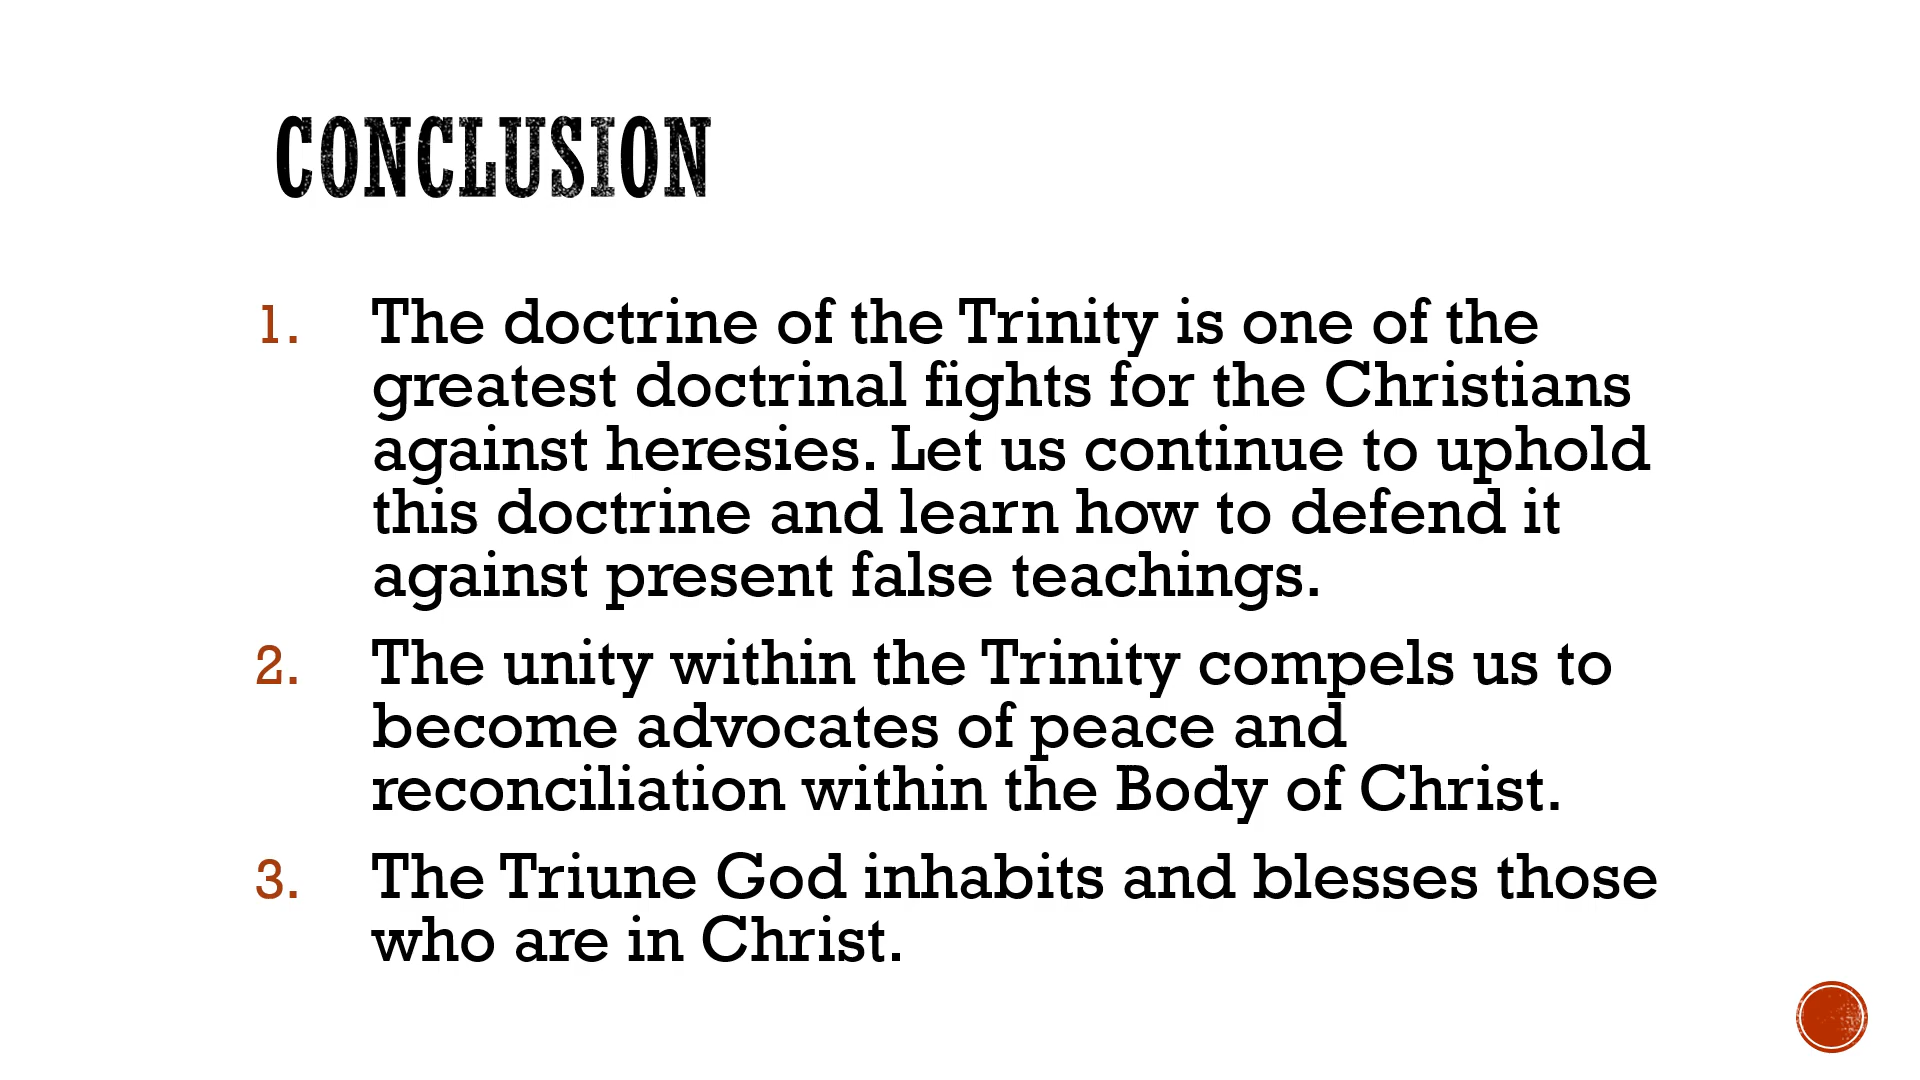 CONCLUSION
1. The doctrine of the Trinity is one of the
greatest doctrinal fights for the Christians
against heresies. Let us continue to uphold
this doctrine and learn how to defend it
against present false teachings.
2. The unity within the Trinity compels us to
become advocates of peace and
reconciliation within the Body of Christ.
3. The Triune God inhabits and blesses those
who are in Christ.